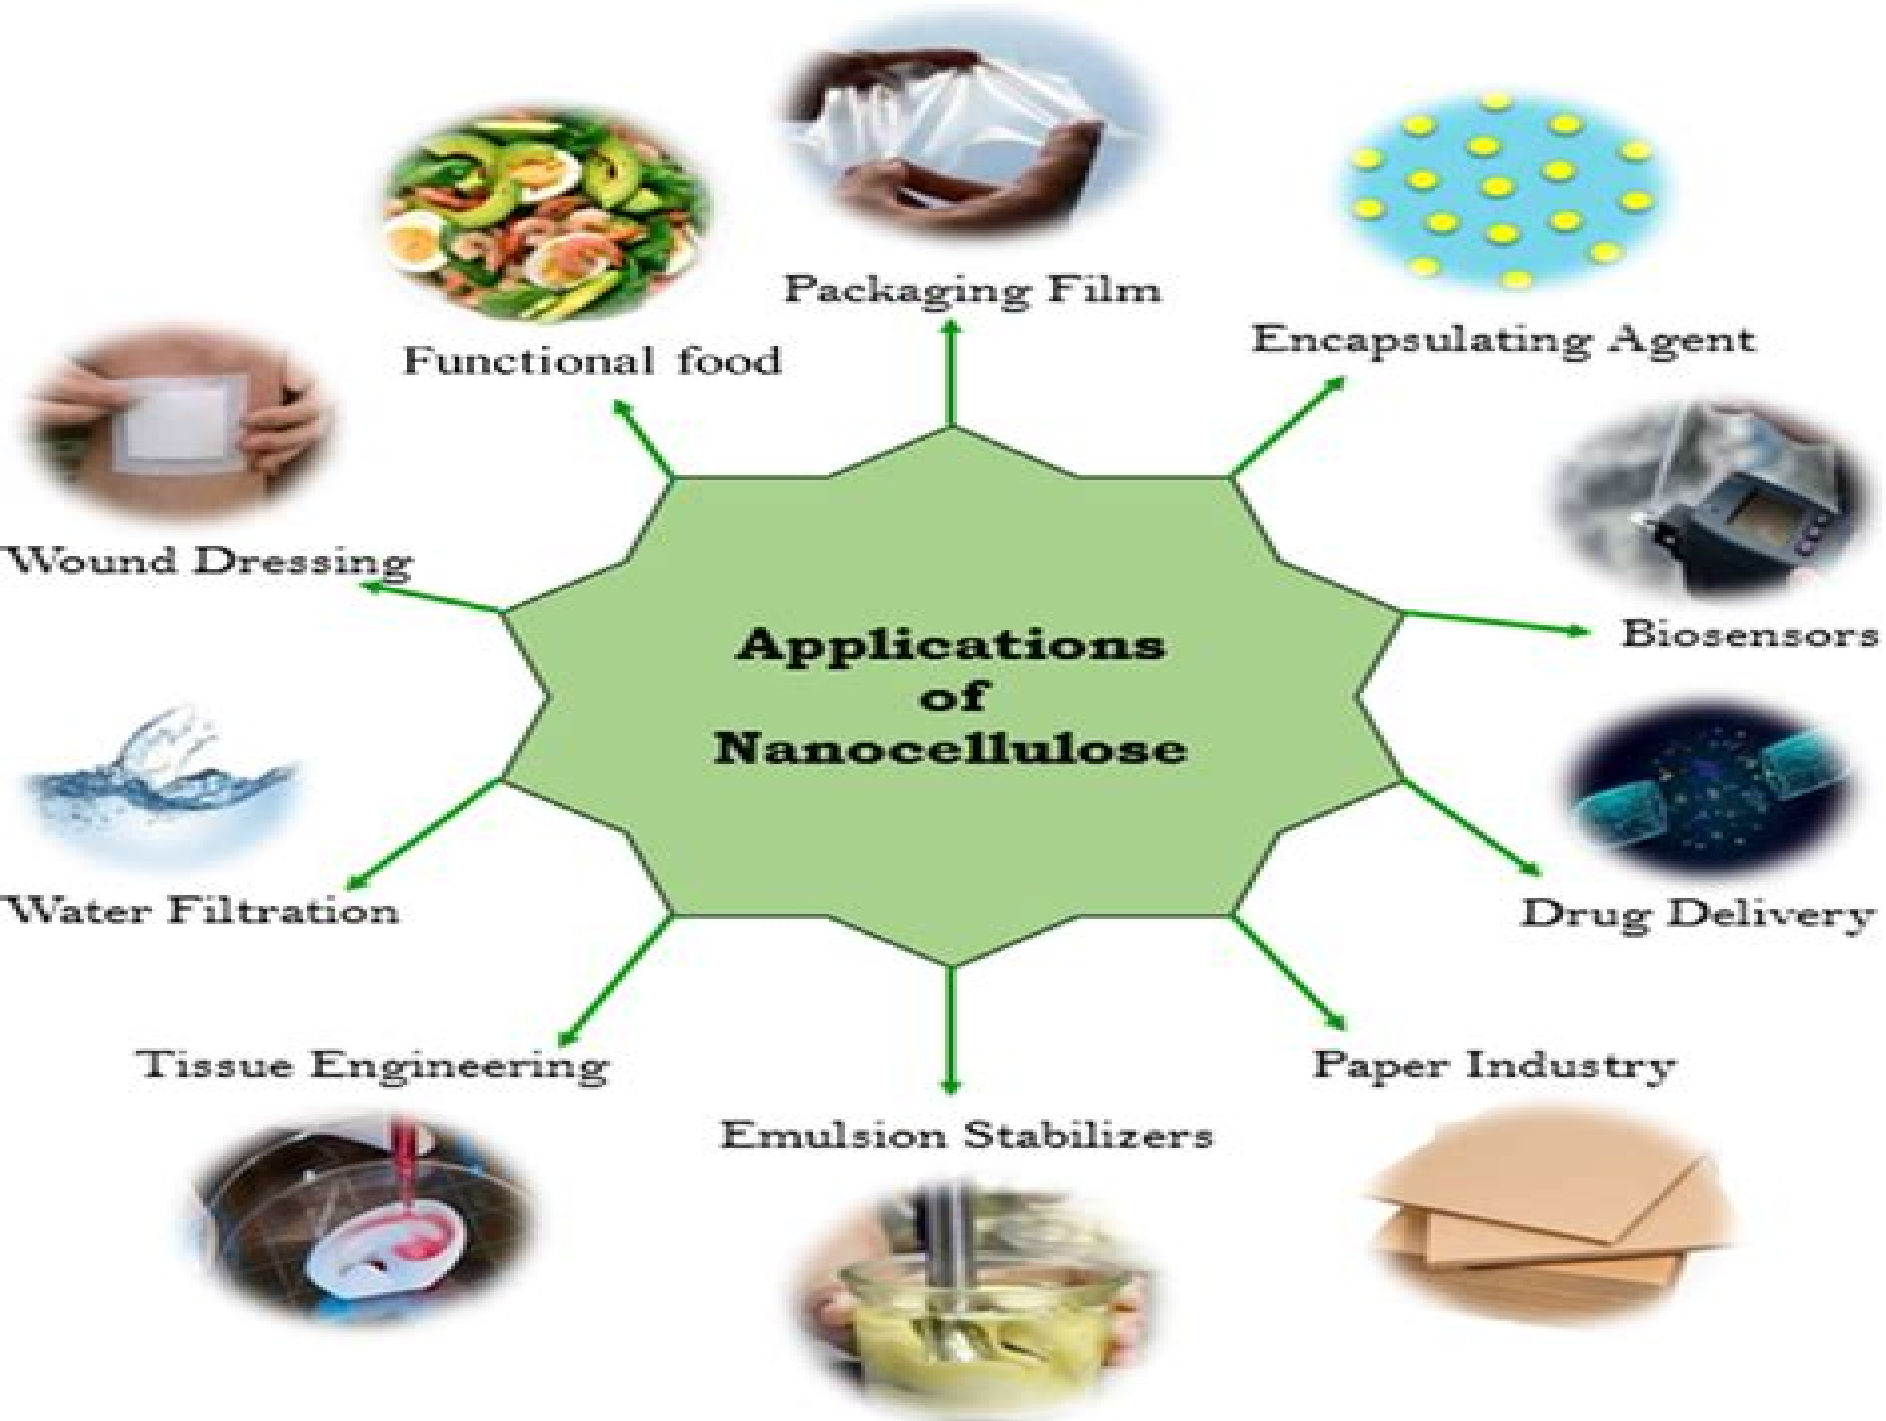 Packaging Film
Encapsulating Agent
Functional food
Wound Dressing
Biosensors
Applications
of
Nanocellulose
Water Filtration
Drug Delivery
Tissue Engineering
Paper Industry
Emulsion Stabilizers